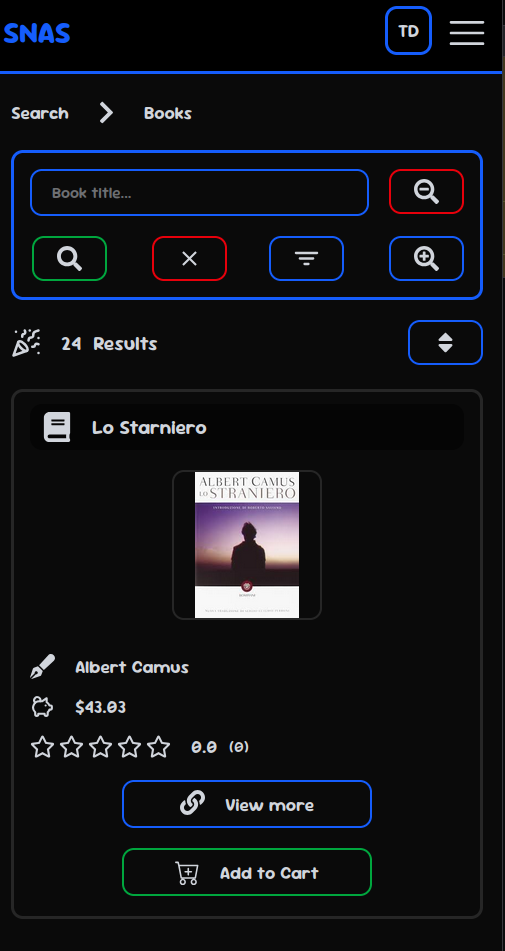 SNAS
TD
Search
Books
Book title...
24 Results
Lo Starniero
ALBERT CAMUS
LO STRANIERO
Albert Camus
$43.03
0.0 (0)
View more
Add to Cart